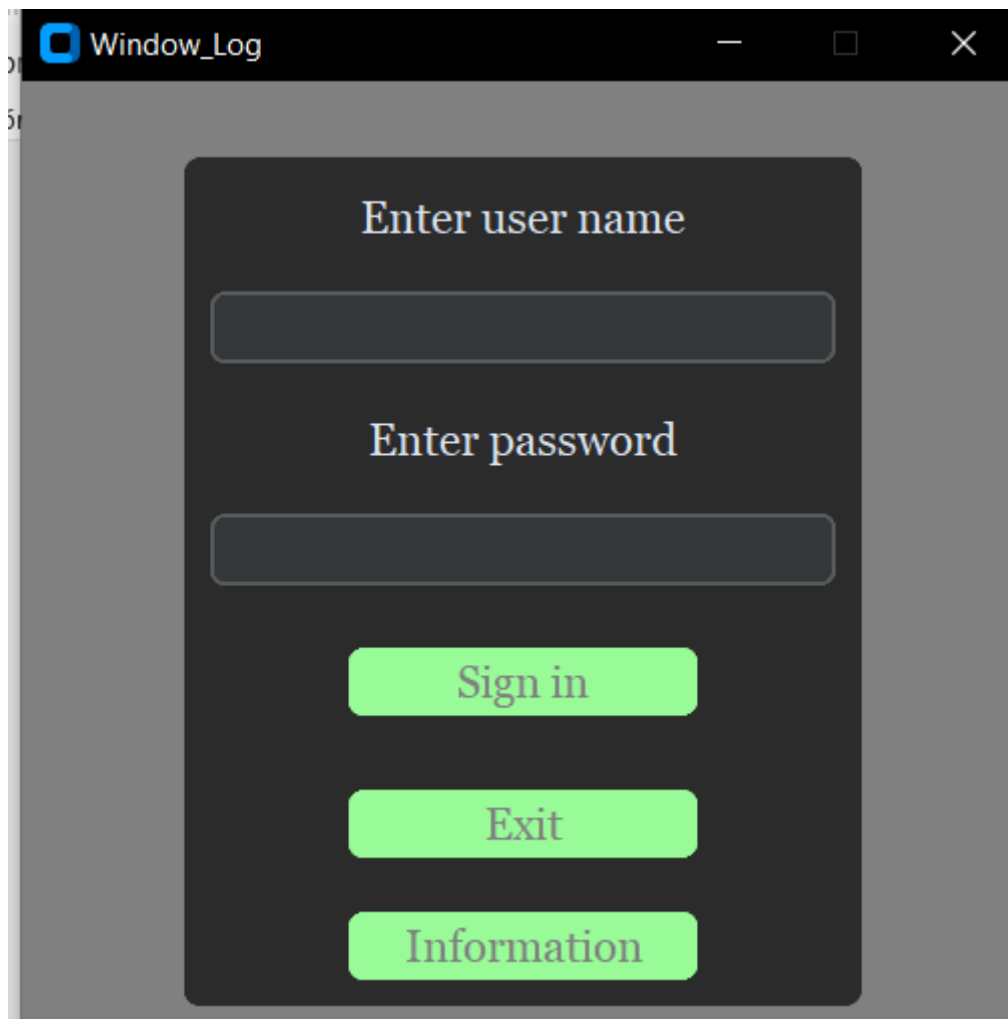 Window_Log
Enter user name
Enter password
Sign in
Exit
Information